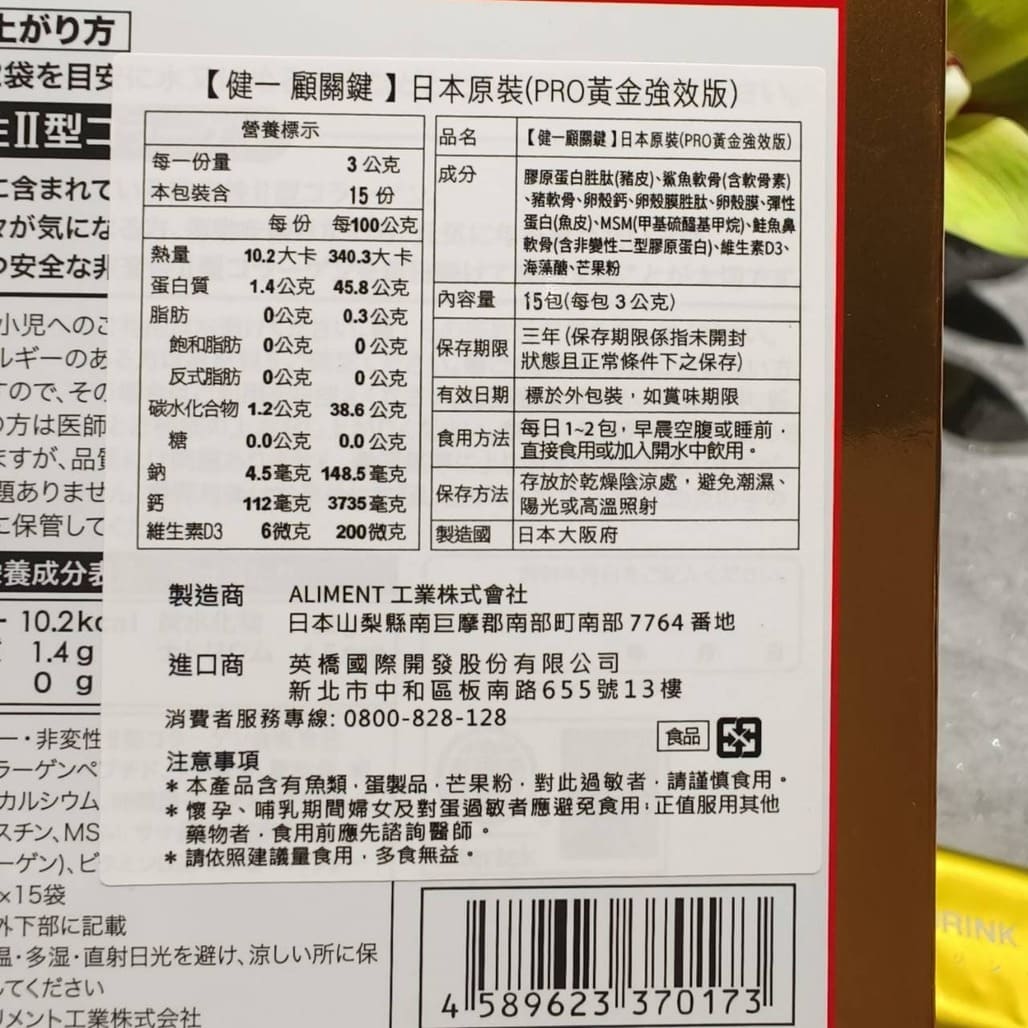 上がり方
袋を目安
【 健一 顧關鍵 】日本原裝(PRO黃金強效版)
II型コ
に含まれて
々が気にな
安全な非
小児へのこ
ルギーのあ
すので、その
の方は医師
ますが、品質
題ありませ
に保管して
営養標示
每一份量 3 公克
本包裝含 15 份
每份 每100公克
熱量 10.2大卡 340.3大卡
蛋白質 1.4公克 45.8公克
脂肪 0公克 0.3公克
飽和脂肪 0公克 0公克
反式脂肪 0公克 0公克
碳水化合物 1.2公克 38.6公克
糖 0.0公克 0.0公克
鈉 4.5毫克 148.5毫克
鈣 112毫克 3735毫克
維生素D3 6微克 200微克
品名 【健一顧關鍵】日本原裝(PRO黃金強效版)
成分 膠原蛋白胜肽(豬皮)、鯊魚軟骨(含軟骨素)
、豬軟骨、卵殼鈣、卵殼膜胜肽、卵殼膜、彈性
蛋白(魚皮)、MSM(甲基硫醯基甲烷)、鮭魚鼻
軟骨(含非變性二型膠原蛋白)、維生素D3、
海藻醣、芒果粉
內容量 15包(每包3公克)
保存期限 三年(保存期限係指未開封
狀態且正常條件下之保存)
有效日期 標於外包裝，如賞味期限
食用方法 每日1~2包，早晨空腹或睡前，
直接食用或加入開水中飲用。
保存方法 存放於乾燥陰涼處，避免潮濕、
陽光或高溫照射
製造國 日本大阪府
養成分表
10.2kc
1.4 g
0 g
製造商 ALIMENT 工業株式會社
日本山梨縣南巨摩郡南部町南部 7764 番地
進口商 英橋國際開發股份有限公司
新北市中和區板南路655號13樓
消費者服務專線: 0800-828-128
食品
注意事項
* 本產品含有魚類，蛋製品，芒果粉，對此過敏者，請謹慎食用。
* 懷孕、哺乳期間婦女及對蛋過敏者應避免食用；正值服用其他
藥物者，食用前應先諮詢醫師。
* 請依照建議量食用，多食無益。
ー・非変性
ラーゲンペ
カルシウム
スチン、MS
ーゲン)、ビ
×15袋
外下部に記載
温・多湿・直射日光を避け、涼しい所に保
してください
リメント工業株式会社
4 589623 370173
RINK